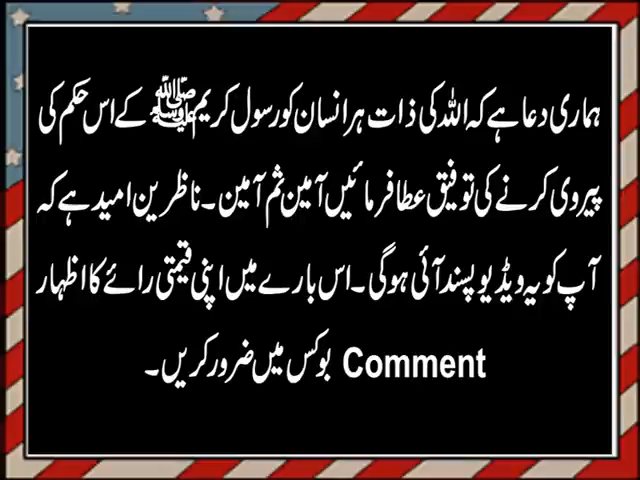 ہماری دعا ہے کہ اللہ کی ذات ہر انسان کو رسول کریم ﷺ کے اس حکم کی
پیروی کرنے کی توفیق عطا فرمائیں آمین ثم آمین۔ ناظرین امید ہے کہ
آپ کو یہ ویڈیو پسند آئی ہوگی۔ اس بارے میں اپنی قیمتی رائے کا اظہار
Comment بوکس میں ضرور کریں۔